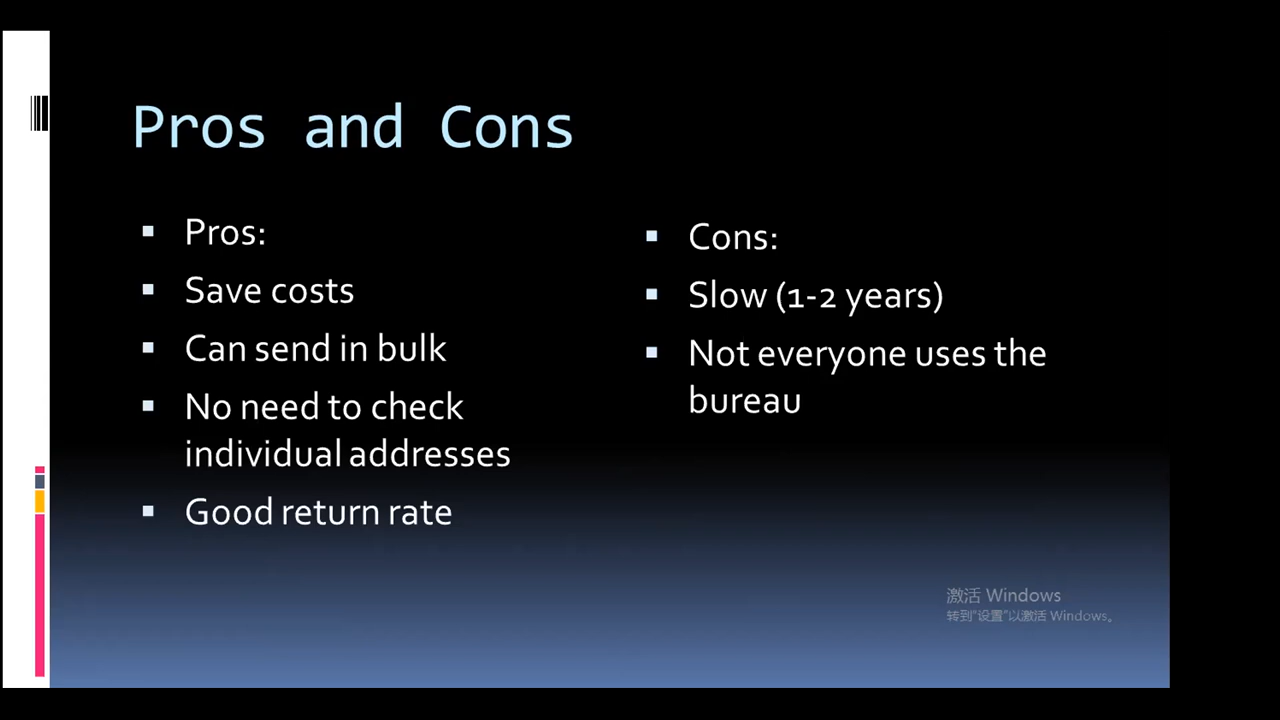 Pros and Cons
Pros:
Save costs
Can send in bulk
No need to check
individual addresses
Good return rate
Cons:
Slow (1-2 years)
Not everyone uses the
bureau
激活 Windows
转到“设置”以激活 Windows。